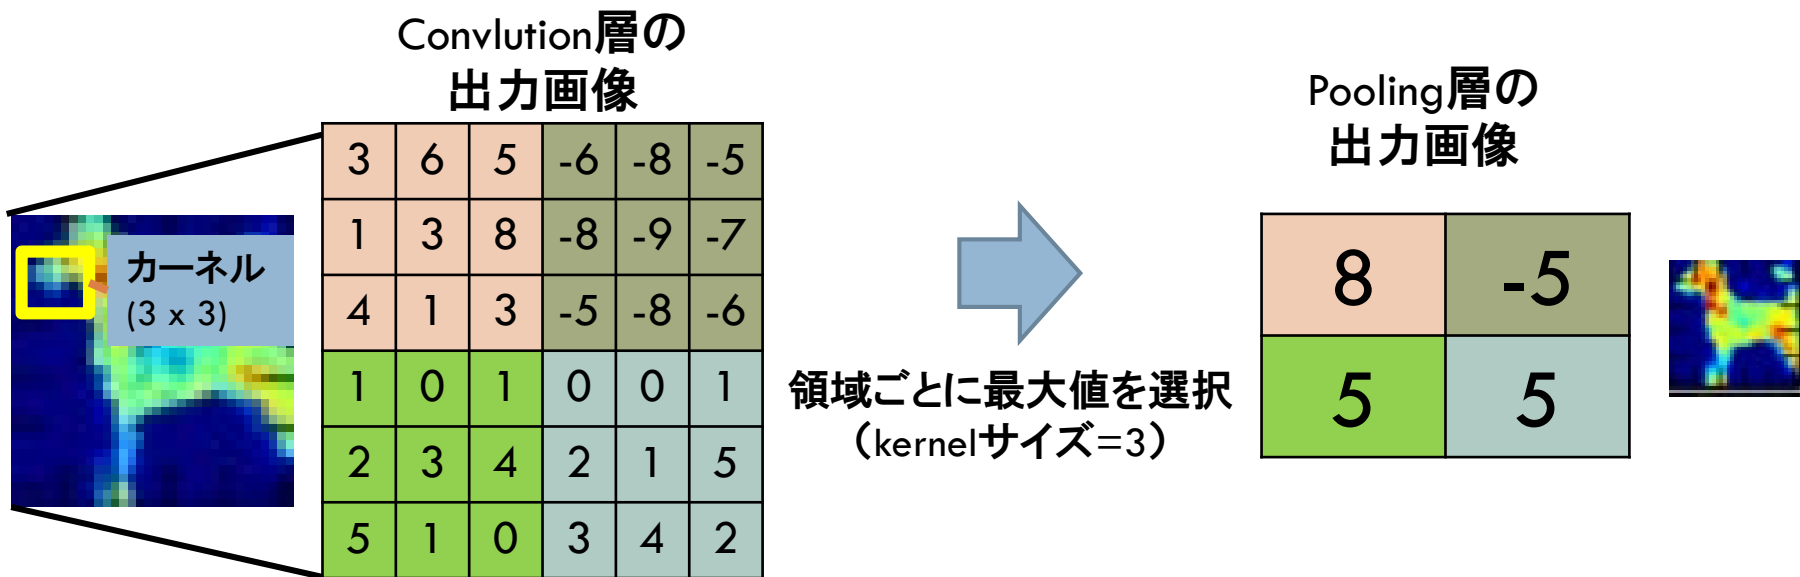 Convlution層の
出力画像
カーネル
(3 x 3)
3 6 5 -6 -8 -5
1 3 8 -8 -9 -7
4 1 3 -5 -8 -6
1 0 1 0 0 1
2 3 4 2 1 5
5 1 0 3 4 2
領域ごとに最大値を選択
（kernelサイズ=3）
Pooling層の
出力画像
8 -5
5 5